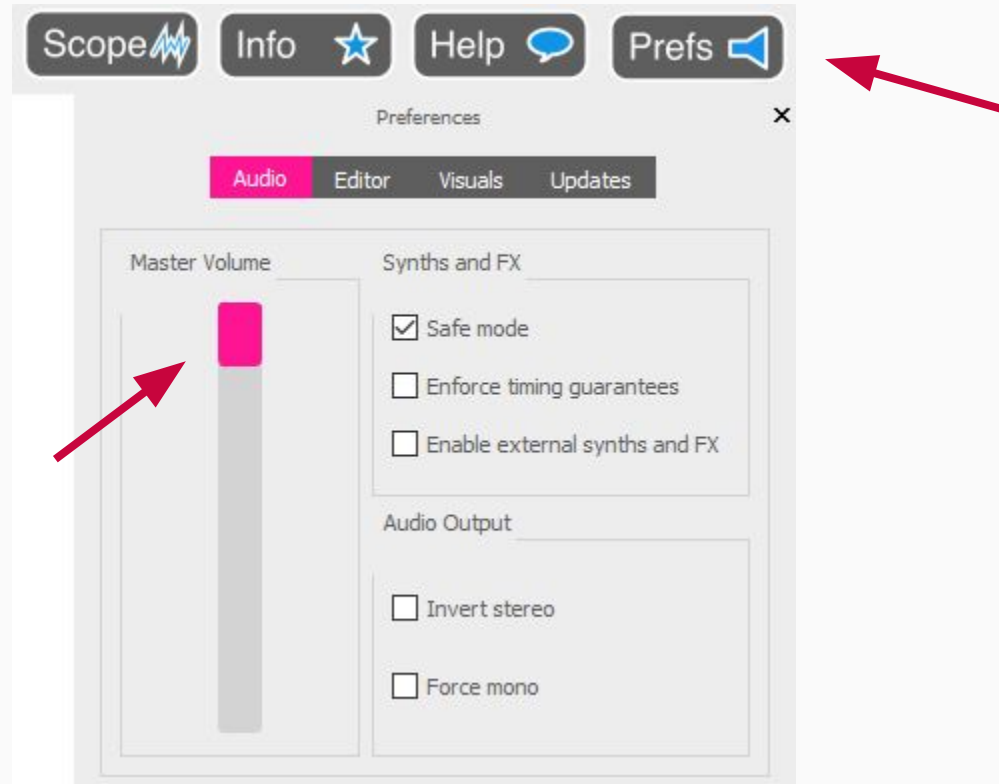 Scope Info Help Prefs
Preferences
Audio Editor Visuals Updates
Master Volume
Synths and FX
Safe mode
Enforce timing guarantees
Enable external synths and FX
Audio Output
Invert stereo
Force mono